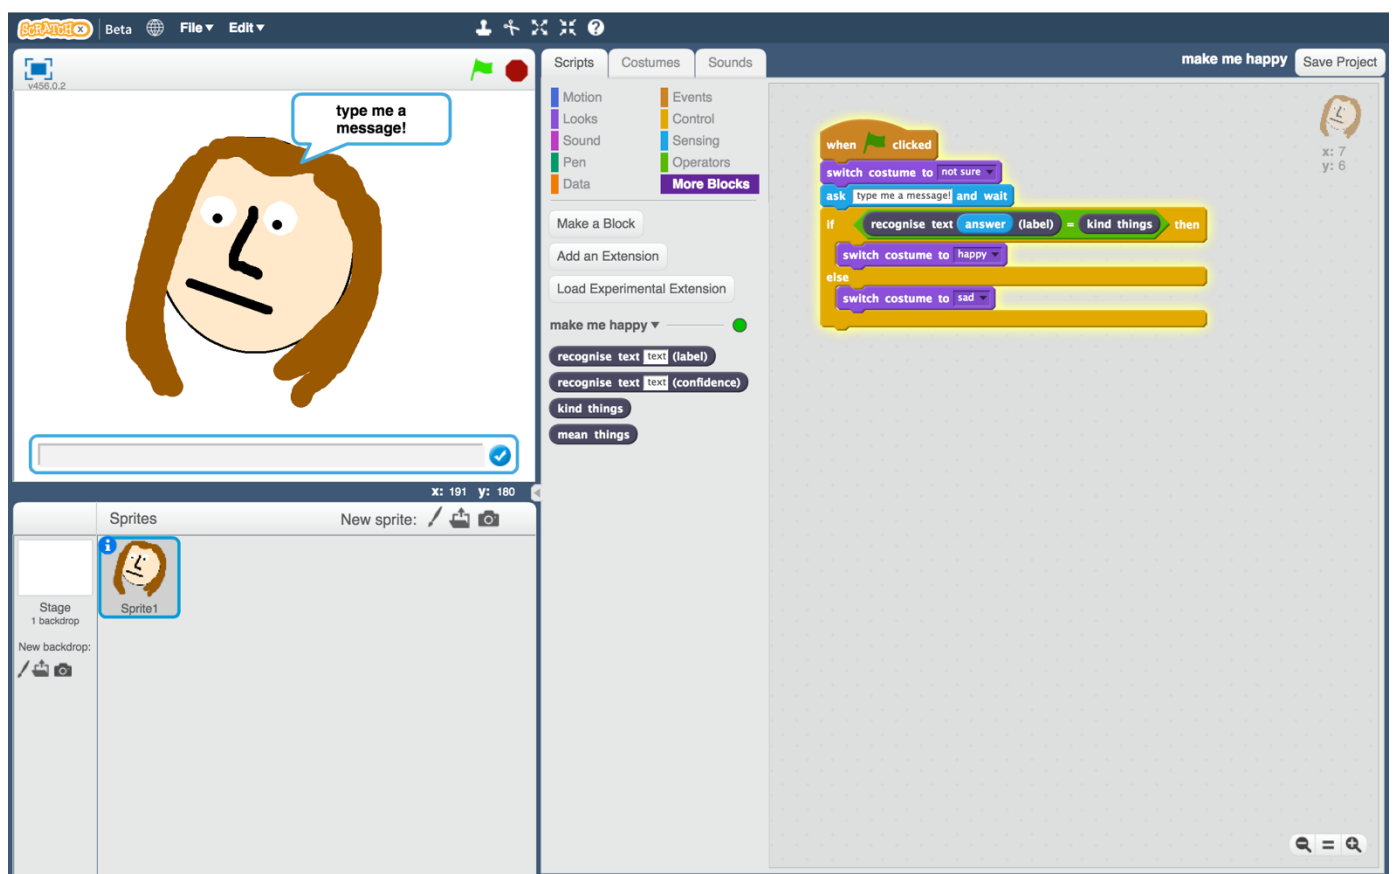 SCRATCHX
Beta
File
Edit
v456.0.2
type me a
message!
x: 191 y: 180
Sprites
New sprite:
Stage
1 backdrop
New backdrop:
Sprite1
Scripts
Costumes
Sounds
make me happy
Save Project
Motion
Events
Looks
Control
Sound
Sensing
Pen
Operators
Data
More Blocks
Make a Block
Add an Extension
Load Experimental Extension
make me happy
recognise text text (label)
recognise text text (confidence)
kind things
mean things
when clicked
switch costume to not sure
ask type me a message! and wait
if recognise text answer (label) = kind things then
switch costume to happy
else
switch costume to sad
x: 7
y: 6